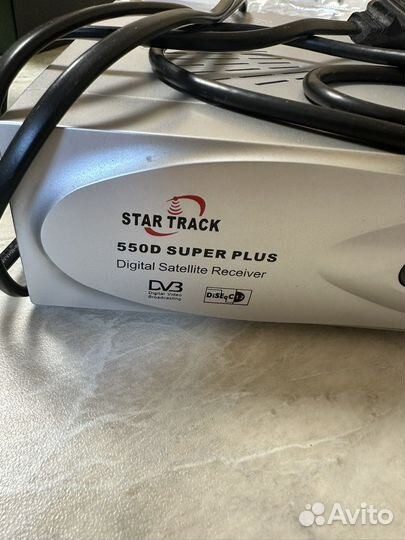 STAR TRACK
550D SUPER PLUS
Digital Satellite Receiver
DVB
Digital Video
Broadcasting
DiSEqC
Avito